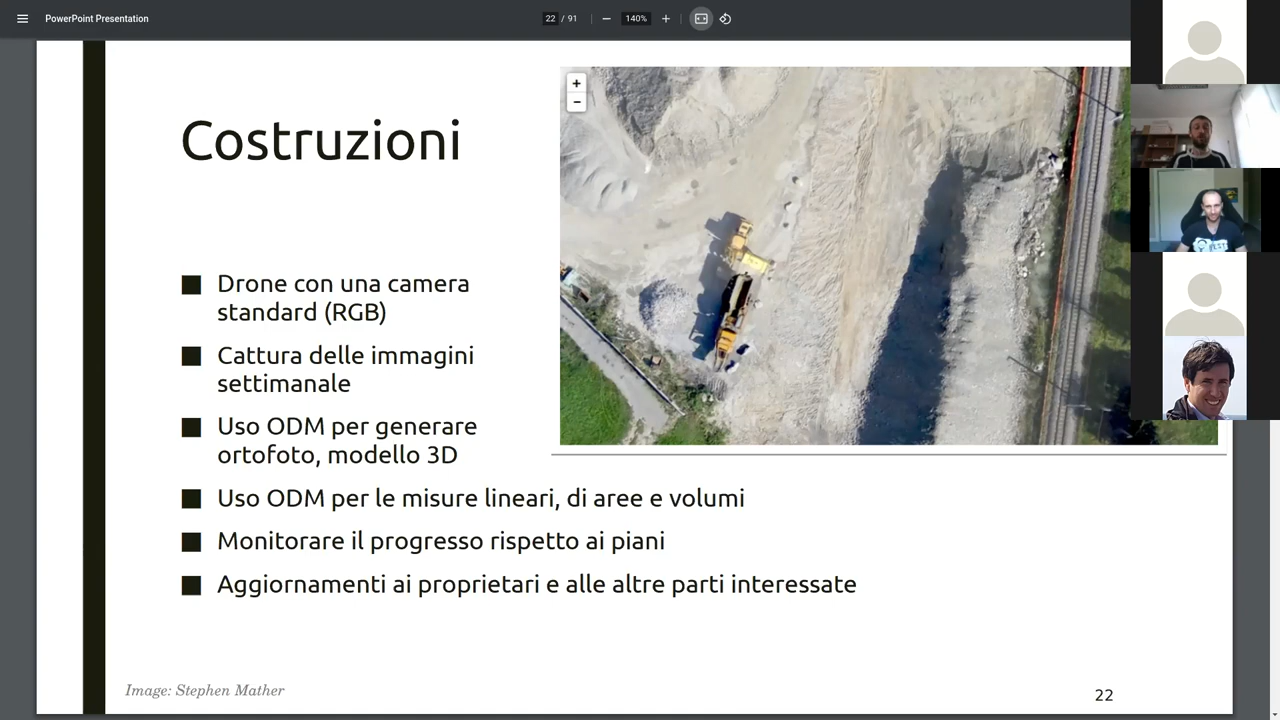 PowerPoint Presentation
22 / 91
140%
Costruzioni
Drone con una camera
standard (RGB)
Cattura delle immagini
settimanale
Uso ODM per generare
ortofoto, modello 3D
Uso ODM per le misure lineari, di aree e volumi
Monitorare il progresso rispetto ai piani
Aggiornamenti ai proprietari e alle altre parti interessate
Image: Stephen Mather
22